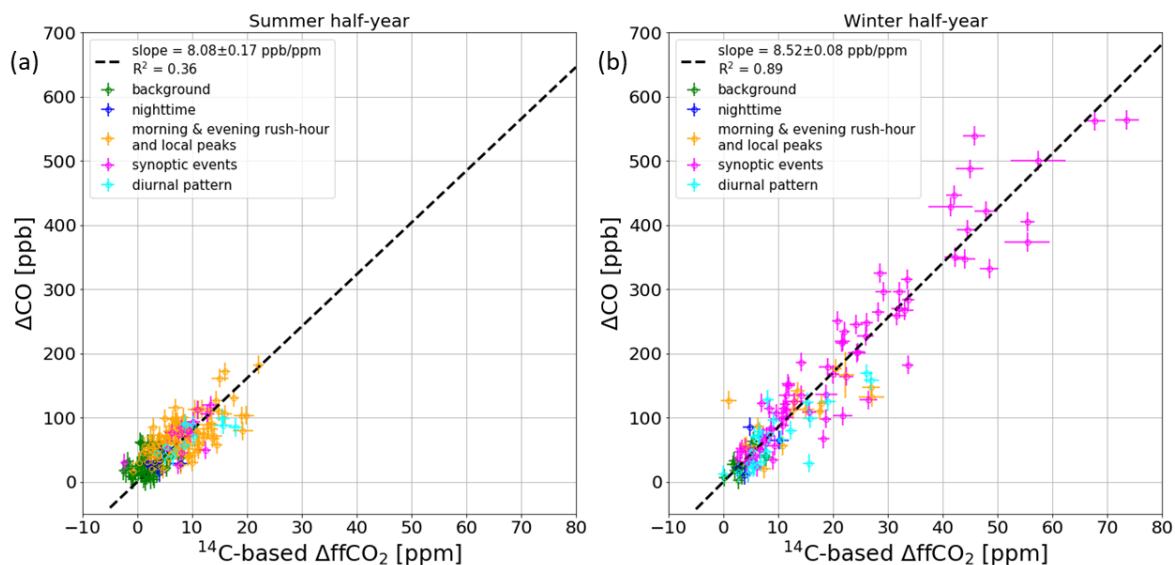 Summer half-year
(a)
slope = 8.08±0.17 ppb/ppm
R² = 0.36
background
nighttime
morning & evening rush-hour
and local peaks
synoptic events
diurnal pattern
700
600
500
400
300
200
100
0
ΔCO [ppb]
−10 0 10 20 30 40 50 60 70 80
¹⁴C-based ΔffCO₂ [ppm]
Winter half-year
(b)
slope = 8.52±0.08 ppb/ppm
R² = 0.89
background
nighttime
morning & evening rush-hour
and local peaks
synoptic events
diurnal pattern
700
600
500
400
300
200
100
0
ΔCO [ppb]
−10 0 10 20 30 40 50 60 70 80
¹⁴C-based ΔffCO₂ [ppm]